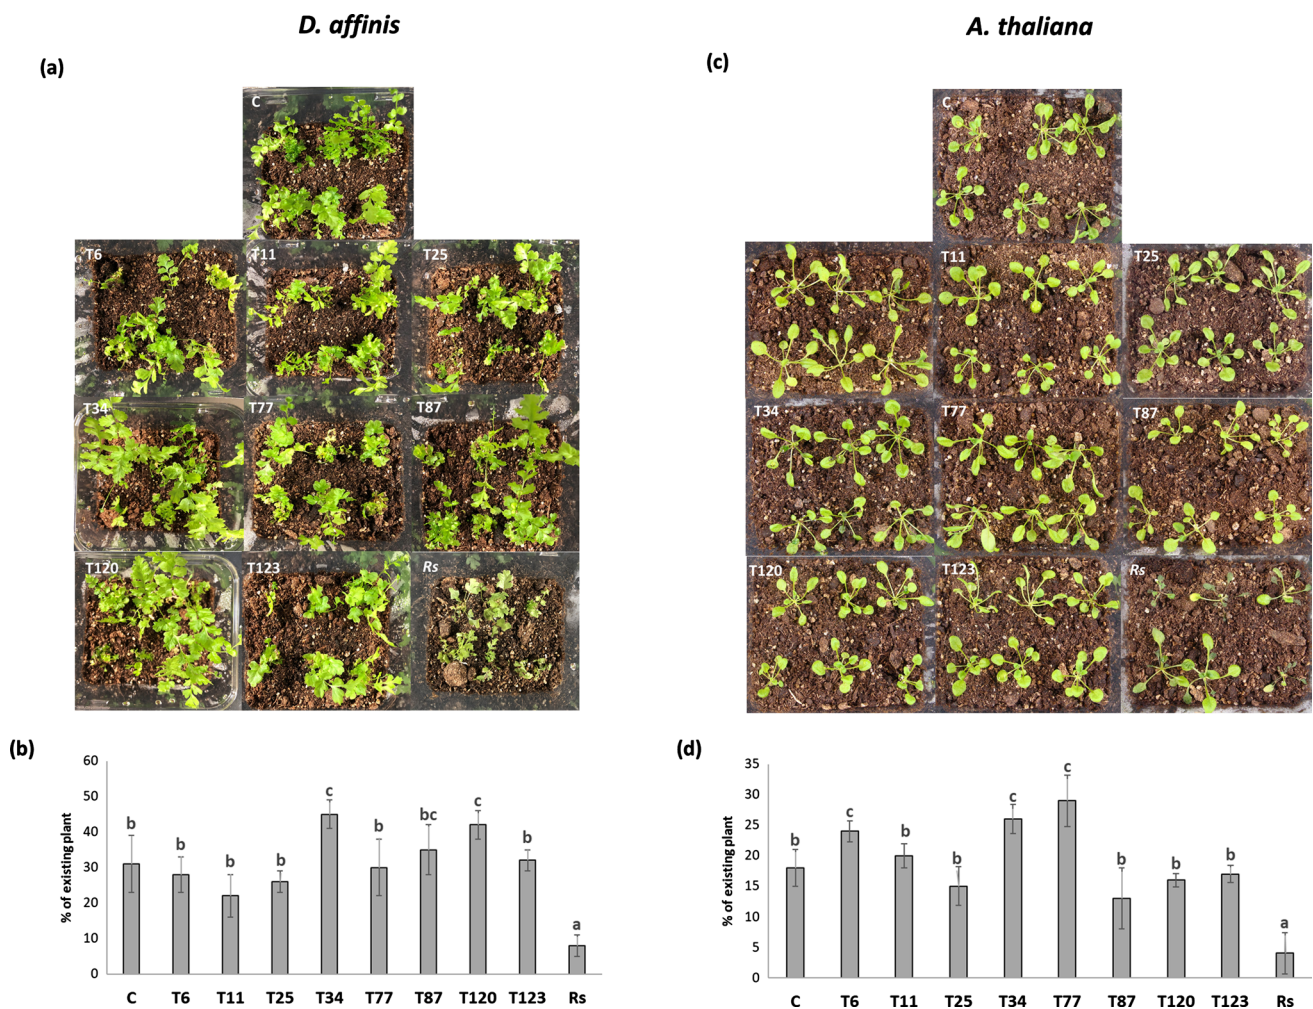 D. affinis
A. thaliana
(a)
(c)
C
T6
T11
T25
T34
T77
T87
T120
T123
Rs
C
T11
T25
T34
T77
T87
T120
T123
Rs
(b)
% of existing plant
60
50
40
30
20
10
0
b
b
b
b
c
b
bc
c
b
a
C T6 T11 T25 T34 T77 T87 T120 T123 Rs
(d)
% of existing plant
35
30
25
20
15
10
5
0
b
c
b
b
c
c
b
b
b
a
C T6 T11 T25 T34 T77 T87 T120 T123 Rs